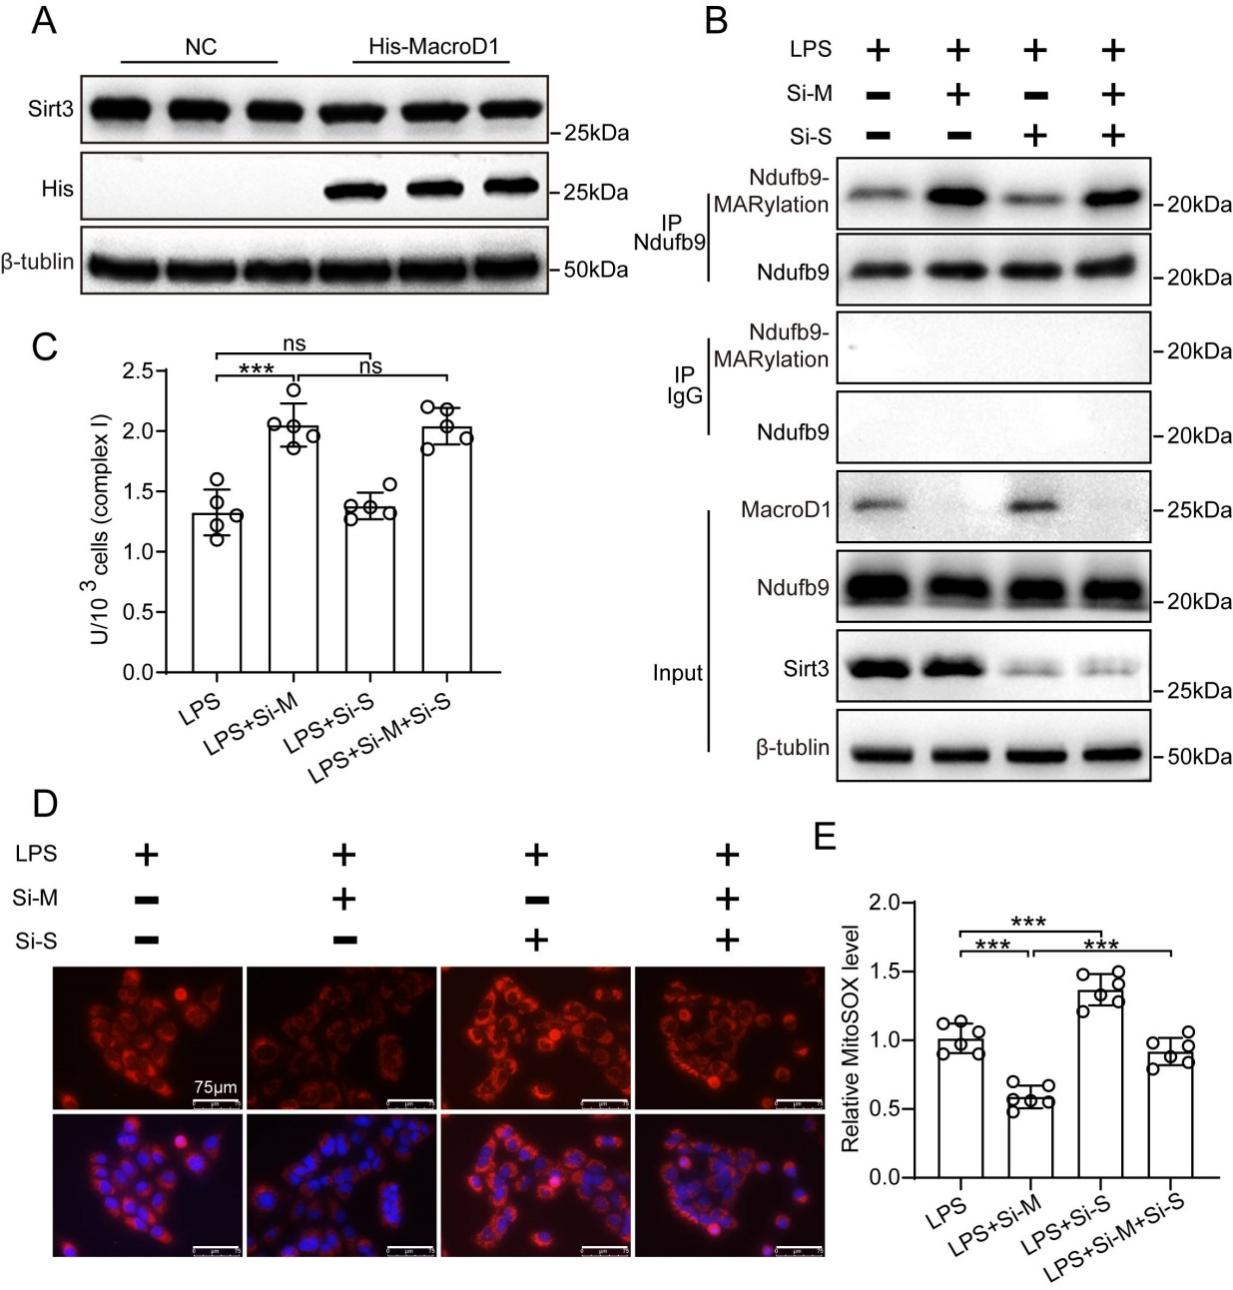 A
NC
His-MacroD1
Sirt3
25kDa
His
25kDa
β-tublin
50kDa
B
LPS + + + +
Si-M - + - +
Si-S - - + +
IP
Ndufb9
Ndufb9-
MARylation
20kDa
Ndufb9
20kDa
IP
IgG
Ndufb9-
MARylation
20kDa
Ndufb9
20kDa
Input
MacroD1
25kDa
Ndufb9
20kDa
Sirt3
25kDa
β-tublin
50kDa
C
U/10 3 cells (complex I)
2.5
2.0
1.5
1.0
0.5
0.0
ns
***
ns
LPS
LPS+Si-M
LPS+Si-S
LPS+Si-M+Si-S
D
LPS + + + +
Si-M - + - +
Si-S - - + +
75μm
E
Relative MitoSOX level
2.0
1.5
1.0
0.5
0.0
***
*** ***
LPS
LPS+Si-M
LPS+Si-S
LPS+Si-M+Si-S